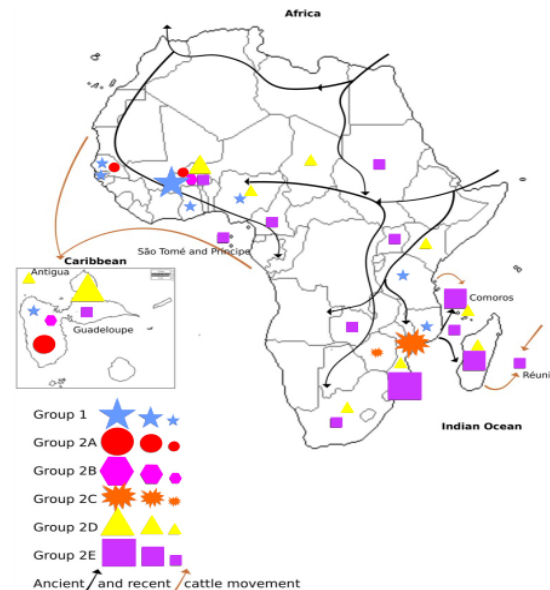 Africa
São Tomé and Príncipe
Caribbean
Antigua
Guadeloupe
Comoros
Réuni
Indian Ocean
Group 1
Group 2A
Group 2B
Group 2C
Group 2D
Group 2E
Ancient and recent cattle movement